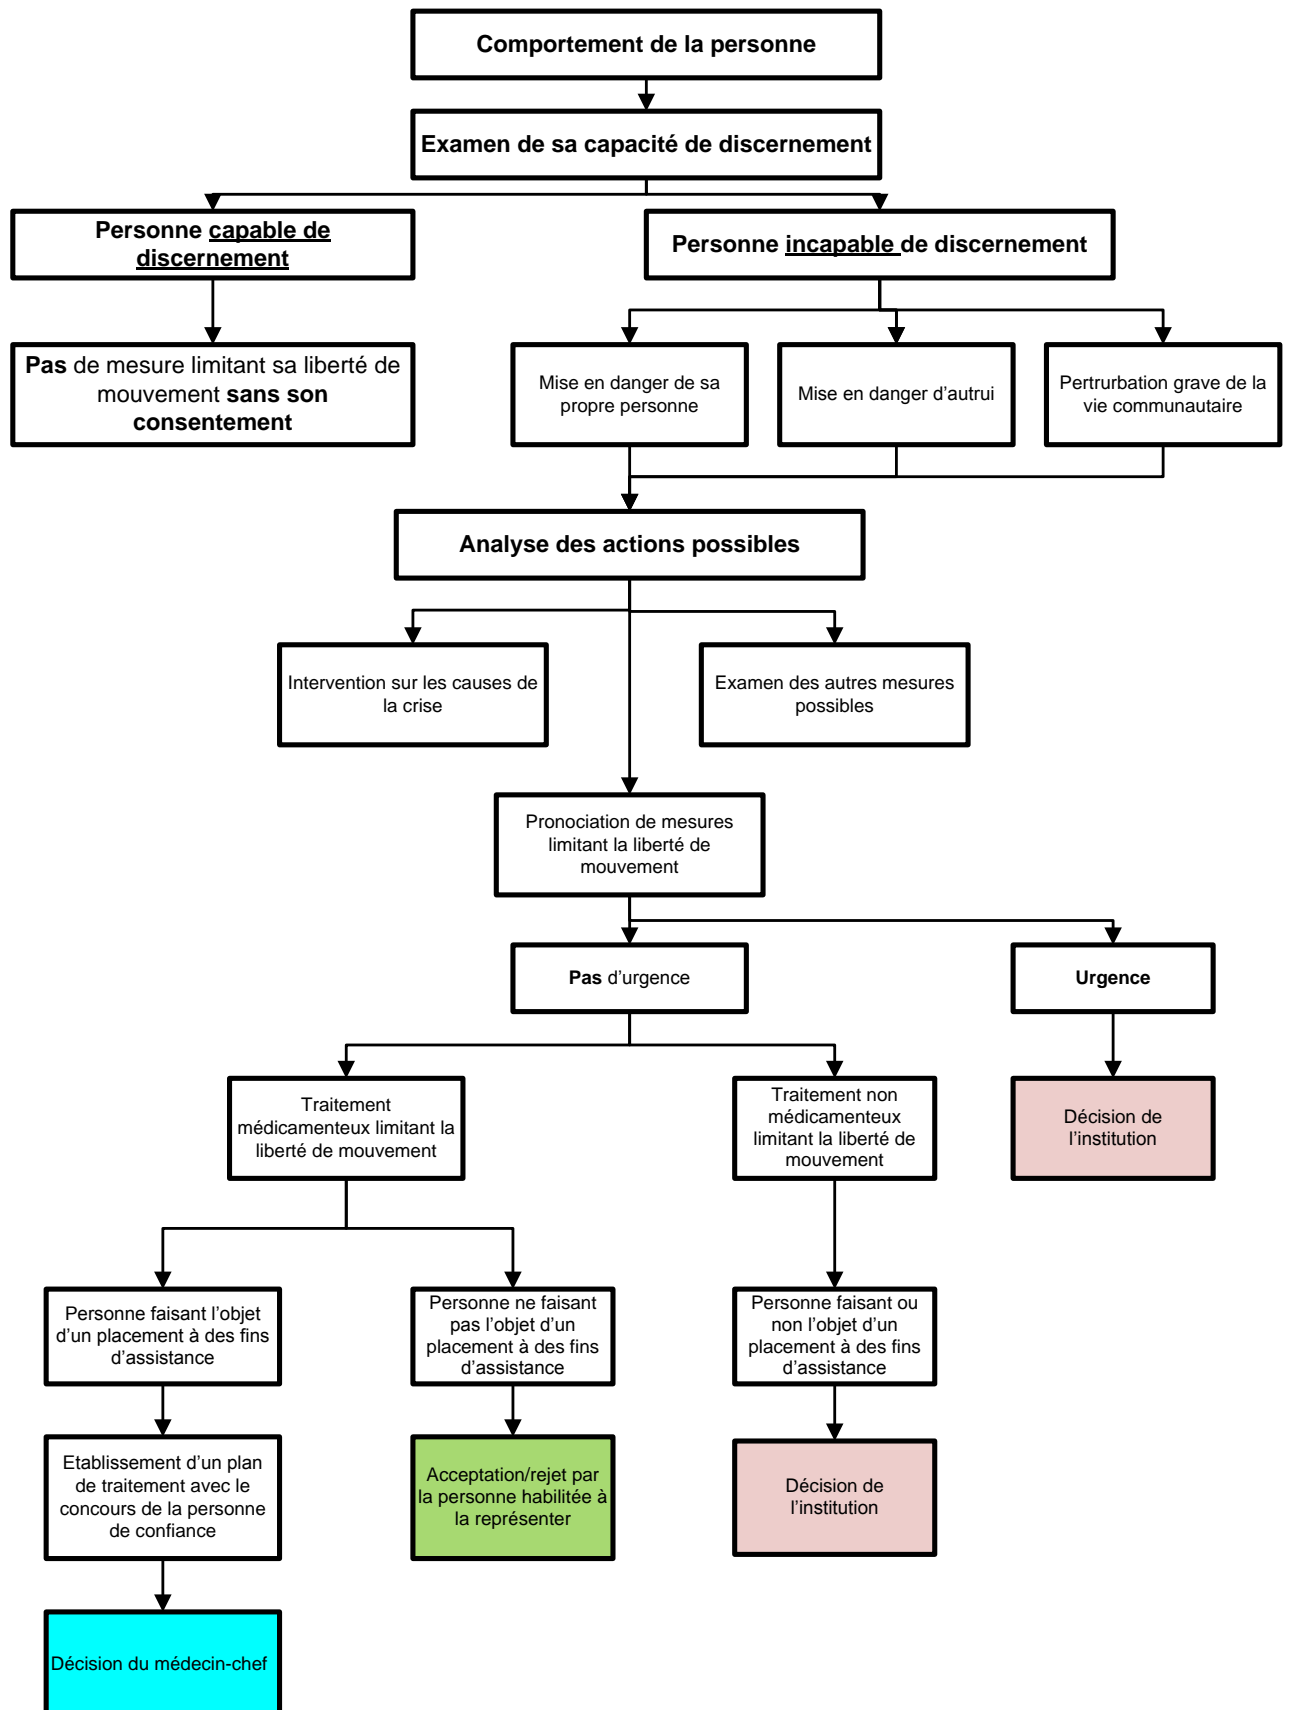 Comportement de la personne
Examen de sa capacité de discernement
Personne capable de
discernement
Personne incapable de discernement
Pas de mesure limitant sa liberté de
mouvement sans son
consentement
Mise en danger de sa
propre personne
Mise en danger d’autrui
Pertrurbation grave de la
vie communautaire
Analyse des actions possibles
Intervention sur les causes de
la crise
Examen des autres mesures
possibles
Pronociation de mesures
limitant la liberté de
mouvement
Pas d’urgence
Urgence
Traitement
médicamenteux limitant la
liberté de mouvement
Traitement non
médicamenteux
limitant la liberté de
mouvement
Décision de
l’institution
Personne faisant l’objet
d’un placement à des fins
d’assistance
Personne ne faisant
pas l’objet d’un
placement à des fins
d’assistance
Personne faisant ou
non l’objet d’un
placement à des fins
d’assistance
Etablissement d’un plan
de traitement avec le
concours de la personne
de confiance
Acceptation/rejet par
la personne habilitée à
la représenter
Décision de
l’institution
Décision du médecin-chef